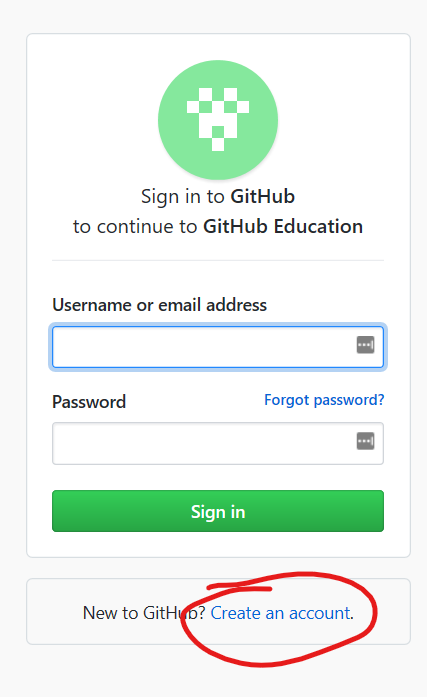 Sign in to GitHub
to continue to GitHub Education
Username or email address
Password
Forgot password?
Sign in
New to GitHub? Create an account.